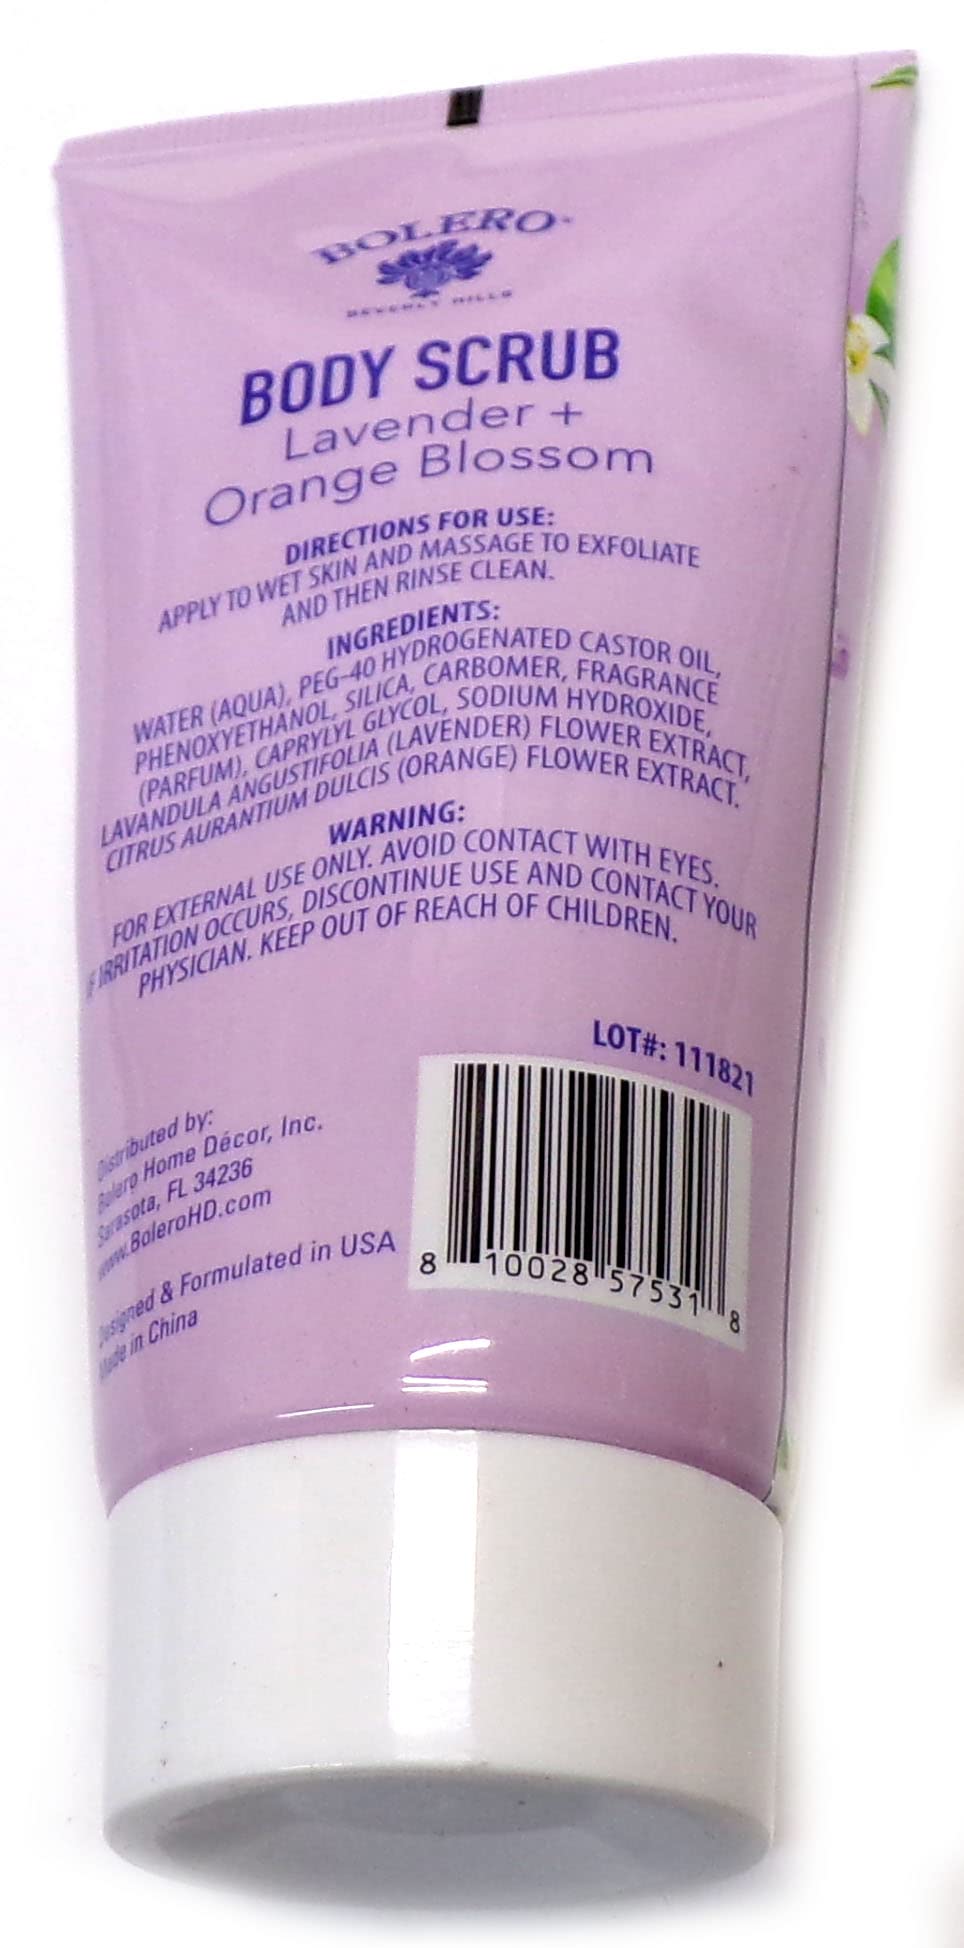 BOLERO
BEVERLY HILLS
BODY SCRUB
Lavender +
Orange Blossom
DIRECTIONS FOR USE:
APPLY TO WET SKIN AND MASSAGE TO EXFOLIATE
AND THEN RINSE CLEAN.
INGREDIENTS:
WATER (AQUA), PEG-40 HYDROGENATED CASTOR OIL,
PHENOXYETHANOL, SILICA, CARBOMER, FRAGRANCE
(PARFUM), CAPRYLYL GLYCOL, SODIUM HYDROXIDE,
LAVANDULA ANGUSTIFOLIA (LAVENDER) FLOWER EXTRACT,
CITRUS AURANTIUM DULCIS (ORANGE) FLOWER EXTRACT.
WARNING:
FOR EXTERNAL USE ONLY. AVOID CONTACT WITH EYES.
IF IRRITATION OCCURS, DISCONTINUE USE AND CONTACT YOUR
PHYSICIAN. KEEP OUT OF REACH OF CHILDREN.
LOT#: 111821
Distributed by:
Bolero Home Décor, Inc.
Sarasota, FL 34236
www.BoleroHD.com
Designed & Formulated in USA
Made in China
8 10028 57531 8